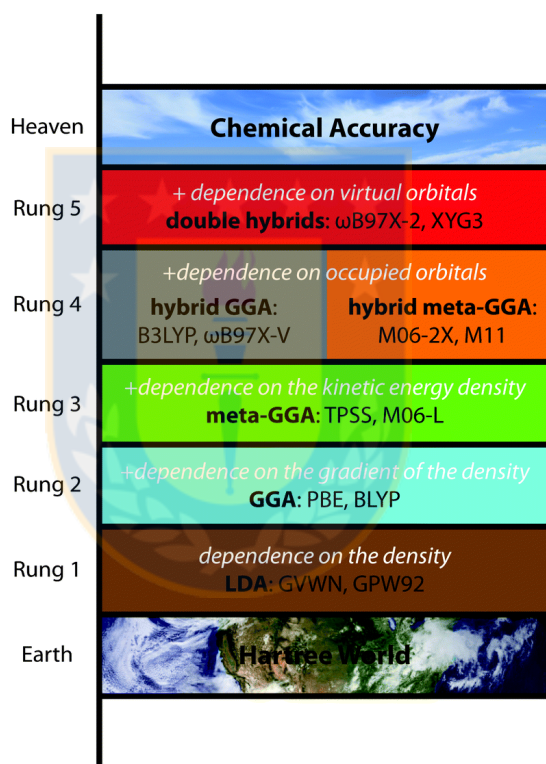 Heaven
Chemical Accuracy
Rung 5
+ dependence on virtual orbitals
double hybrids: ωB97X-2, XYG3
Rung 4
+dependence on occupied orbitals
hybrid GGA:
B3LYP, ωB97X-V
hybrid meta-GGA:
M06-2X, M11
Rung 3
+dependence on the kinetic energy density
meta-GGA: TPSS, M06-L
Rung 2
+dependence on the gradient of the density
GGA: PBE, BLYP
Rung 1
dependence on the density
LDA: GVWN, GPW92
Earth
Hartree World